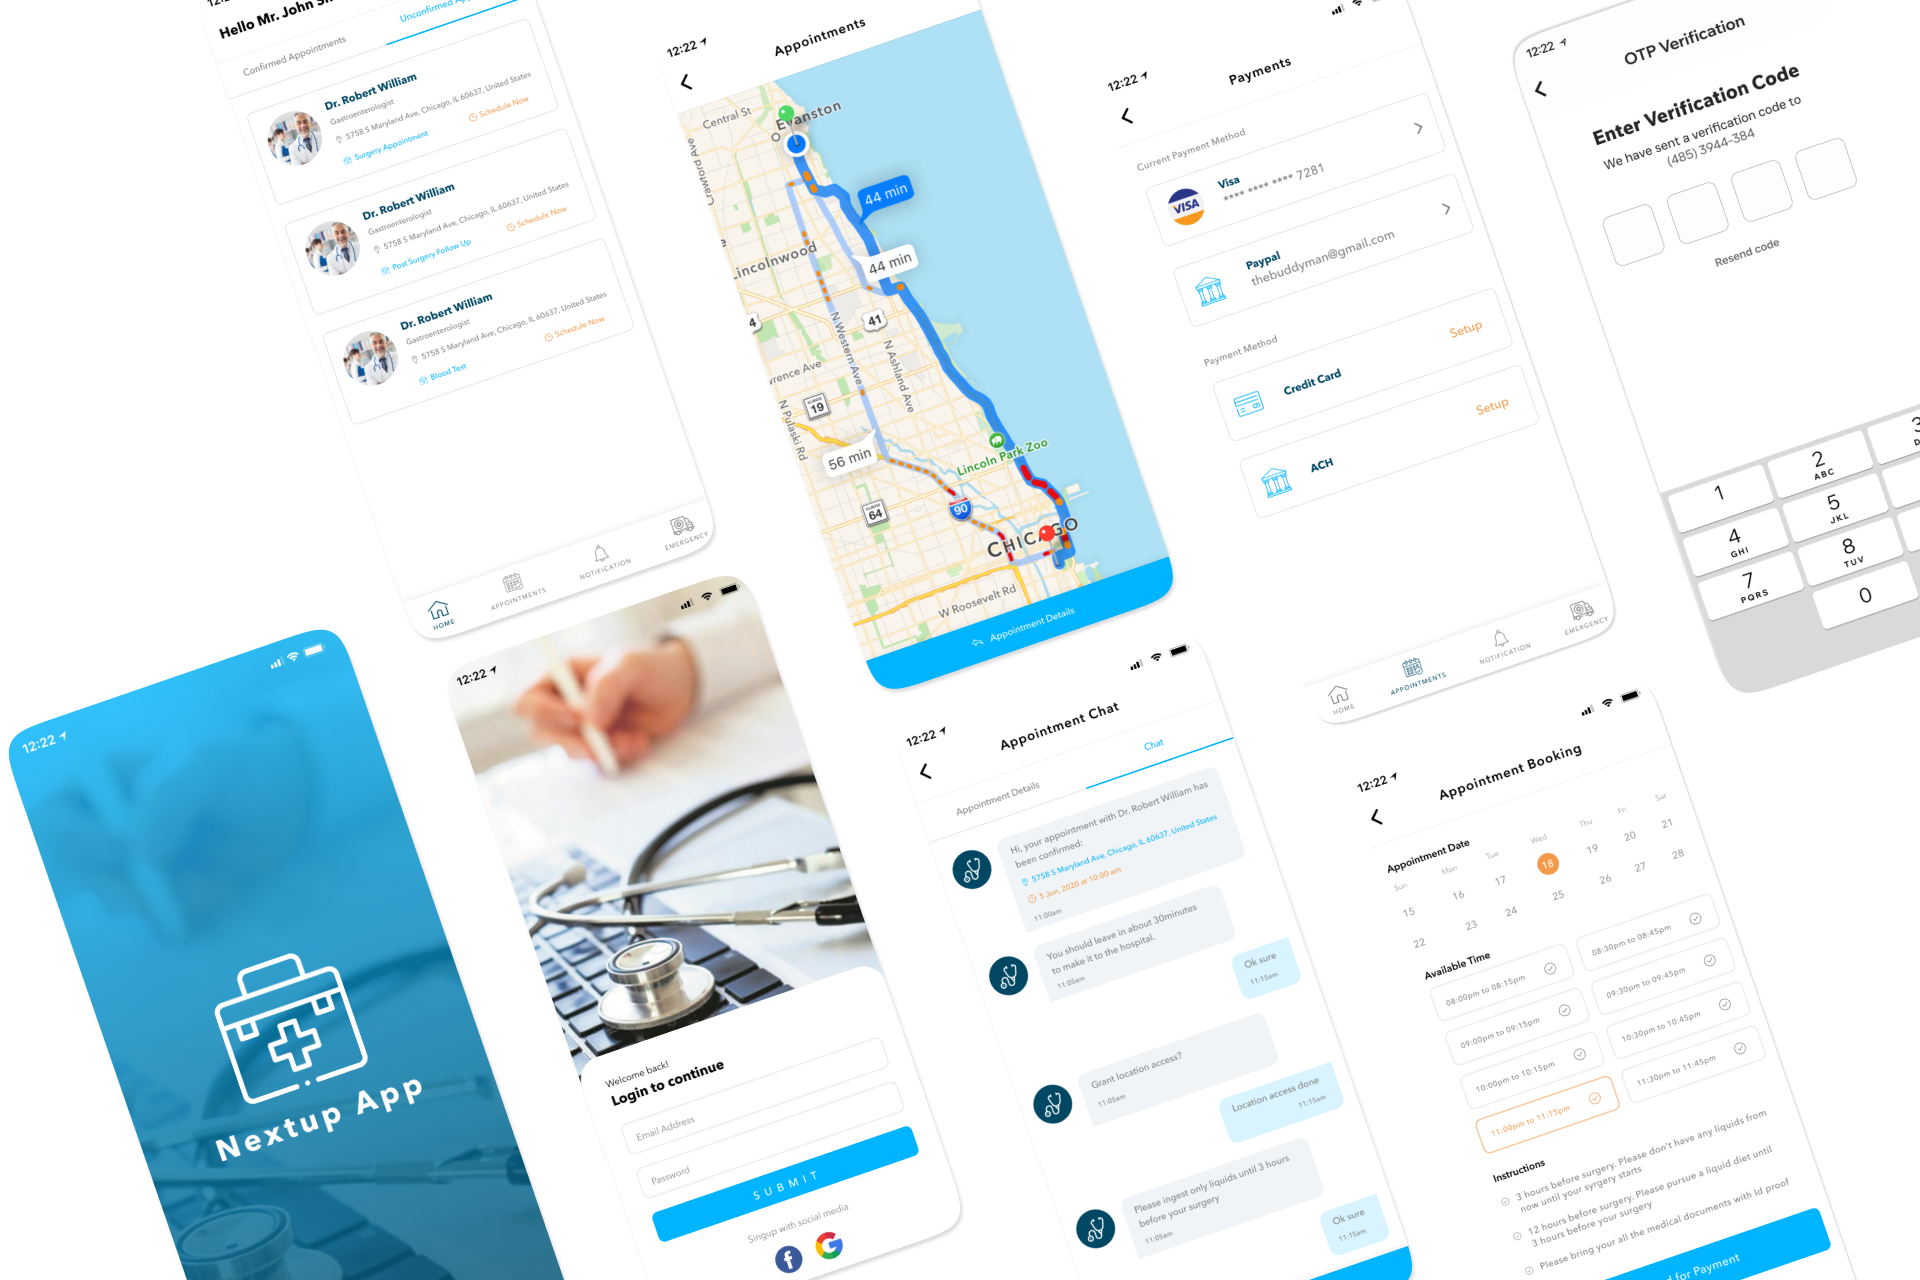 12:22
Hello Mr. John
Confirmed Appointments
Unconfirmed
Dr. Robert William
Gastroenterologist
5758 S Maryland Ave, Chicago, IL 60637, United States
Surgery Appointment
Schedule Now
Dr. Robert William
Gastroenterologist
5758 S Maryland Ave, Chicago, IL 60637, United States
Post Surgery Follow Up
Schedule Now
Dr. Robert William
Gastroenterologist
5758 S Maryland Ave, Chicago, IL 60637, United States
Blood Test
Schedule Now
HOME
APPOINTMENTS
NOTIFICATION
EMERGENCY
12:22
Appointments
Central St
Evanston
Crawford Ave
44 min
Lincolnwood
44 min
41
N Western Ave
N Ashland Ave
4
wrence Ave
ILLINOIS
19
N Pulaski Rd
56 min
Lincoln Park Zoo
ILLINOIS
64
90
CHICAGO
W Roosevelt Rd
Appointment Details
12:22
Payments
Current Payment Method
Visa
VISA
**** **** **** 7281
Paypal
thebuddyman@gmail.com
Payment Method
Credit Card
Setup
ACH
Setup
HOME
APPOINTMENTS
NOTIFICATION
EMERGENCY
12:22
OTP Verification
Enter Verification Code
We have sent a verification code to
(485) 3944-384
Resend code
1
2
ABC
3
D
4
GHI
5
JKL
7
PQRS
8
TUV
0
12:22
Nextup App
12:22
Welcome back!
Login to continue
Email Address
Password
SUBMIT
Singup with social media
12:22
Appointment Chat
Appointment Details
Chat
Hi, your appointment with Dr. Robert William has
been confirmed:
5758 S Maryland Ave, Chicago, IL 60637, United States
5 Jun, 2020 at 10:00 am
11:00am
You should leave in about 30minutes
to make it to the hospital.
11:05am
Ok sure
11:15am
Grant location access?
11:05am
Location access done
11:15am
Please ingest only liquids until 3 hours
before your surgery
11:05am
Ok sure
11:15am
12:22
Appointment Booking
Appointment Date
Sun Mon Tue Wed Thu Fri Sat
15 16 17 18 19 20 21
22 23 24 25 26 27 28
Available Time
08:00pm to 08:15pm
08:30pm to 08:45pm
09:00pm to 09:15pm
09:30pm to 09:45pm
10:00pm to 10:15pm
10:30pm to 10:45pm
11:00pm to 11:15pm
11:30pm to 11:45pm
Instructions
3 hours before surgery. Please don't have any liquids from
now until your syrgery starts
12 hours before surgery. Please pursue a liquid diet until
3 hours before your surgery
Please bring your all the medical documents with Id proof
for Payment